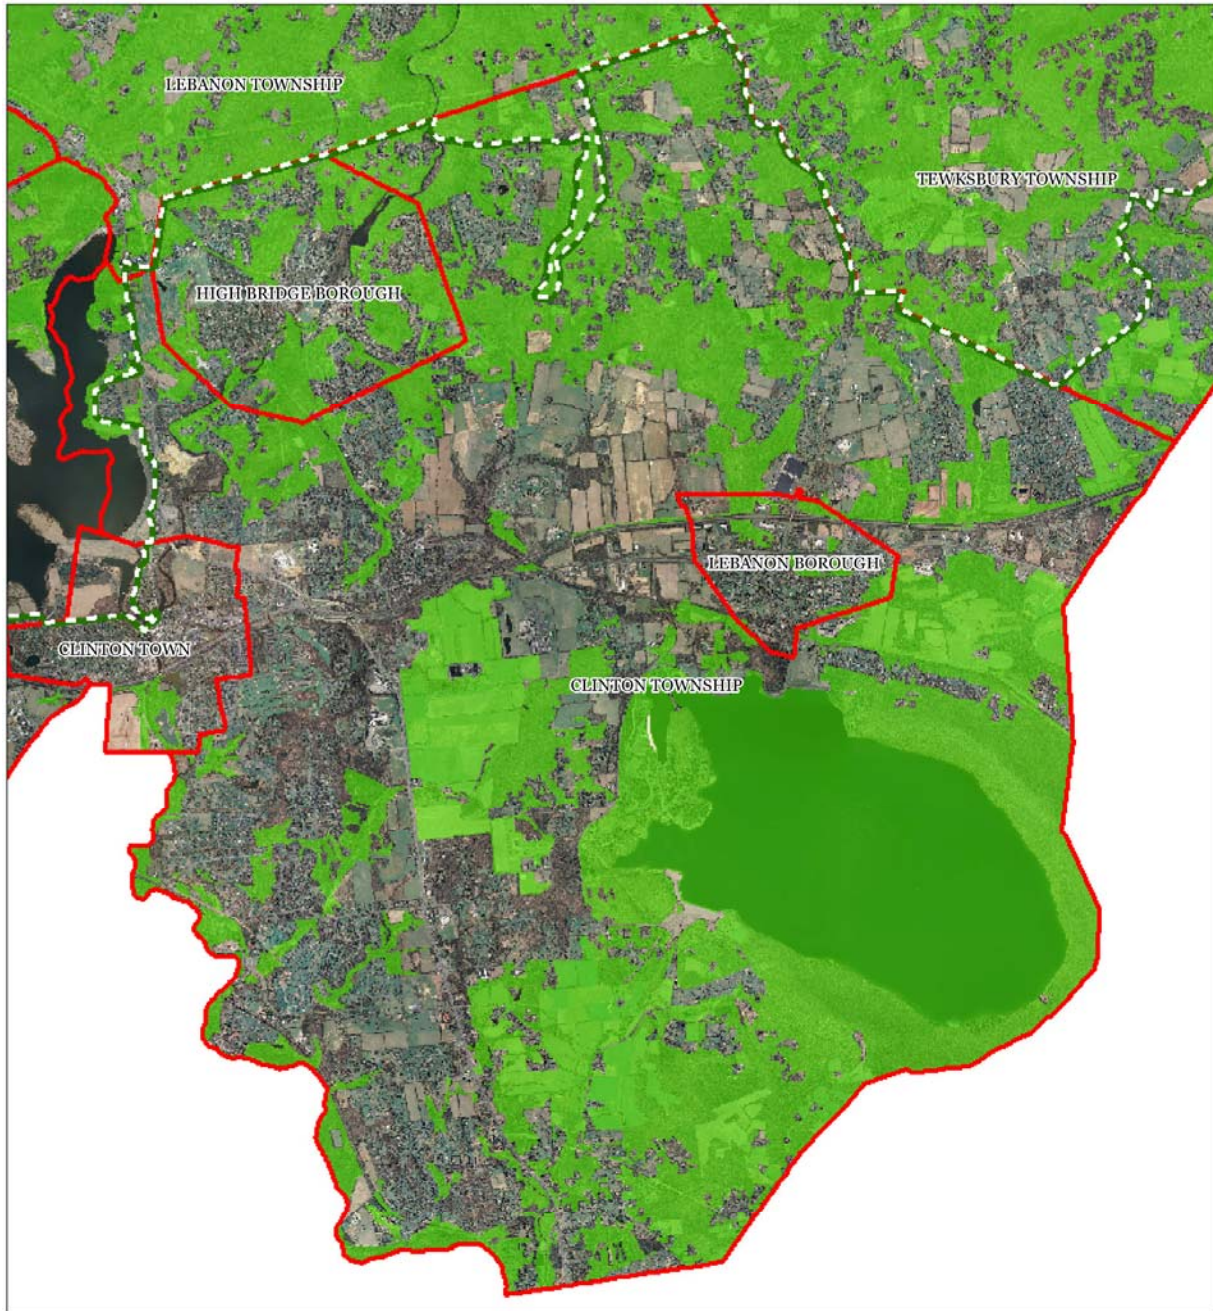 LEBANON TOWNSHIP
TEWKSBURY TOWNSHIP
HIGH BRIDGE BOROUGH
LEBANON BOROUGH
CLINTON TOWN
CLINTON TOWNSHIP